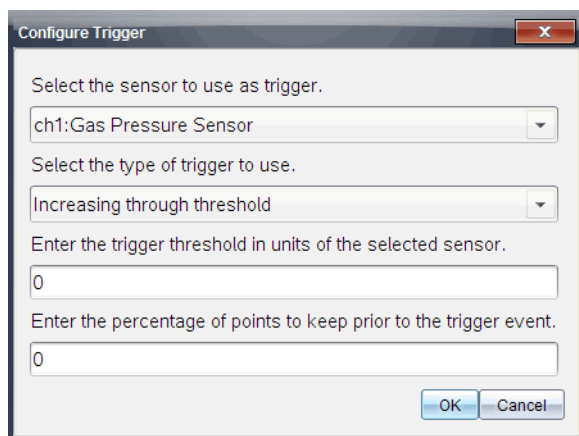 Configure Trigger
Select the sensor to use as trigger.
ch1:Gas Pressure Sensor
Select the type of trigger to use.
Increasing through threshold
Enter the trigger threshold in units of the selected sensor.
0
Enter the percentage of points to keep prior to the trigger event.
0
OK Cancel